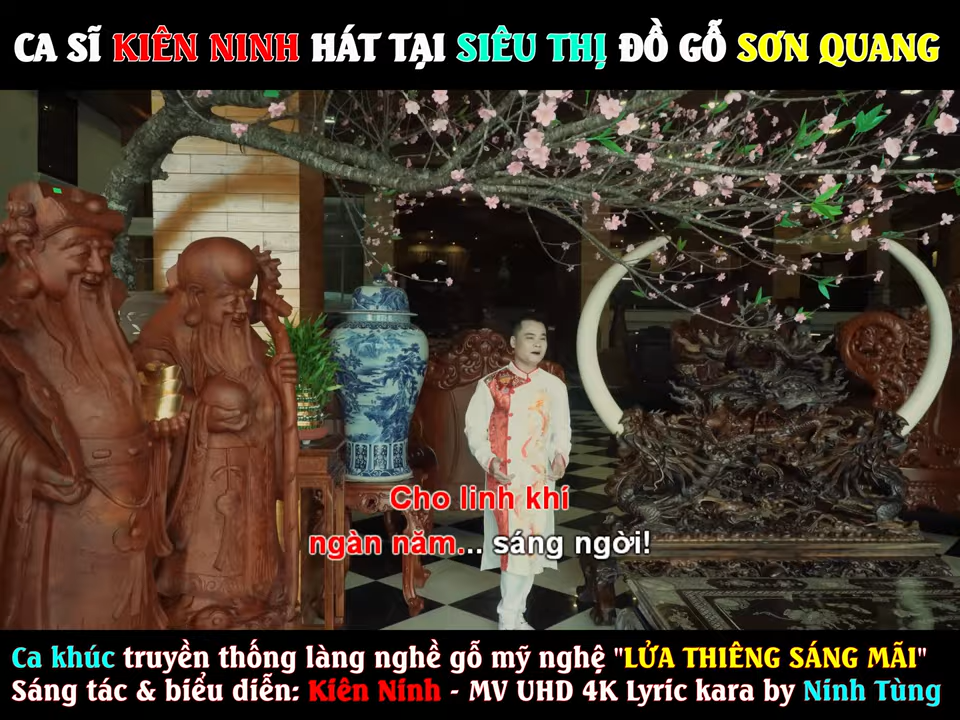 CA SĨ KIÊN NINH HÁT TẠI SIÊU THỊ ĐỒ GỖ SƠN QUANG
Cho linh khí
ngàn năm... sáng ngời!
Ca khúc truyền thống làng nghề gỗ mỹ nghệ "LỬA THIÊNG SÁNG MÃI"
Sáng tác & biểu diễn: Kiên Ninh - MV UHD 4K Lyric kara by Ninh Tùng